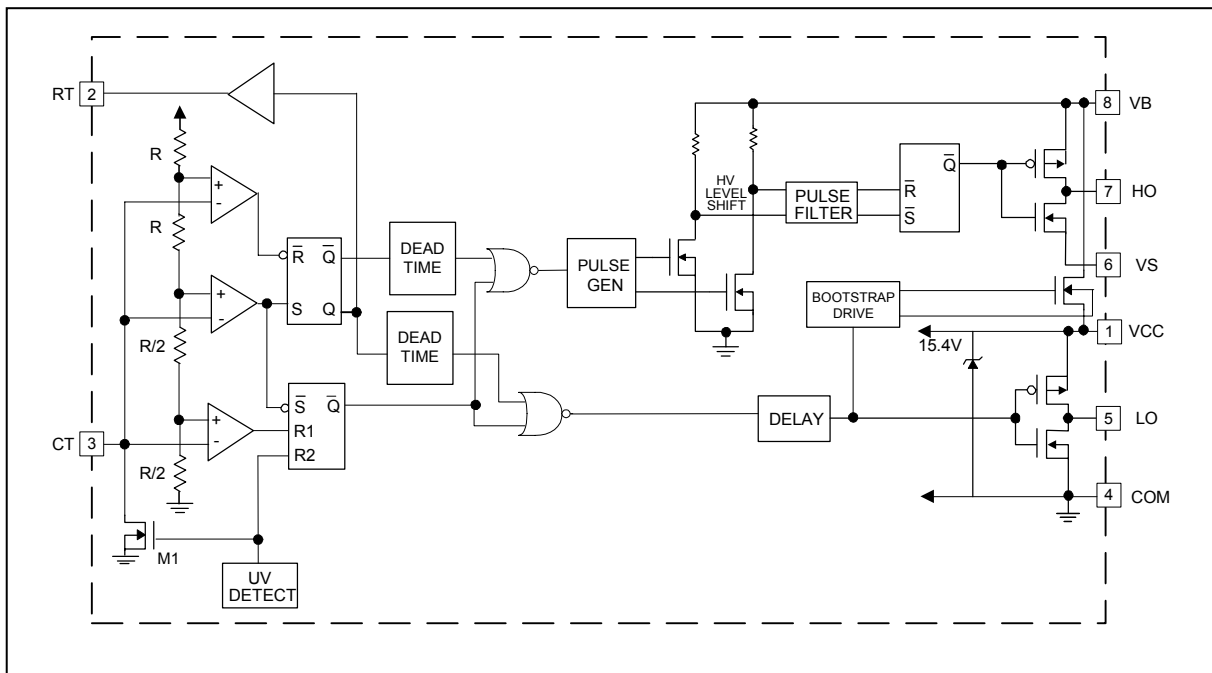 RT 2
8 VB
R
+
-
R
HV
LEVEL
SHIFT
PULSE
FILTER
R̅
S̅
Q̅
7 HO
DEAD
TIME
R̅ Q̅
S Q
PULSE
GEN
6 VS
+
-
BOOTSTRAP
DRIVE
R/2
DEAD
TIME
15.4V
1 VCC
S̅ Q̅
R1
R2
+
-
CT 3
DELAY
5 LO
R/2
4 COM
M1
UV
DETECT